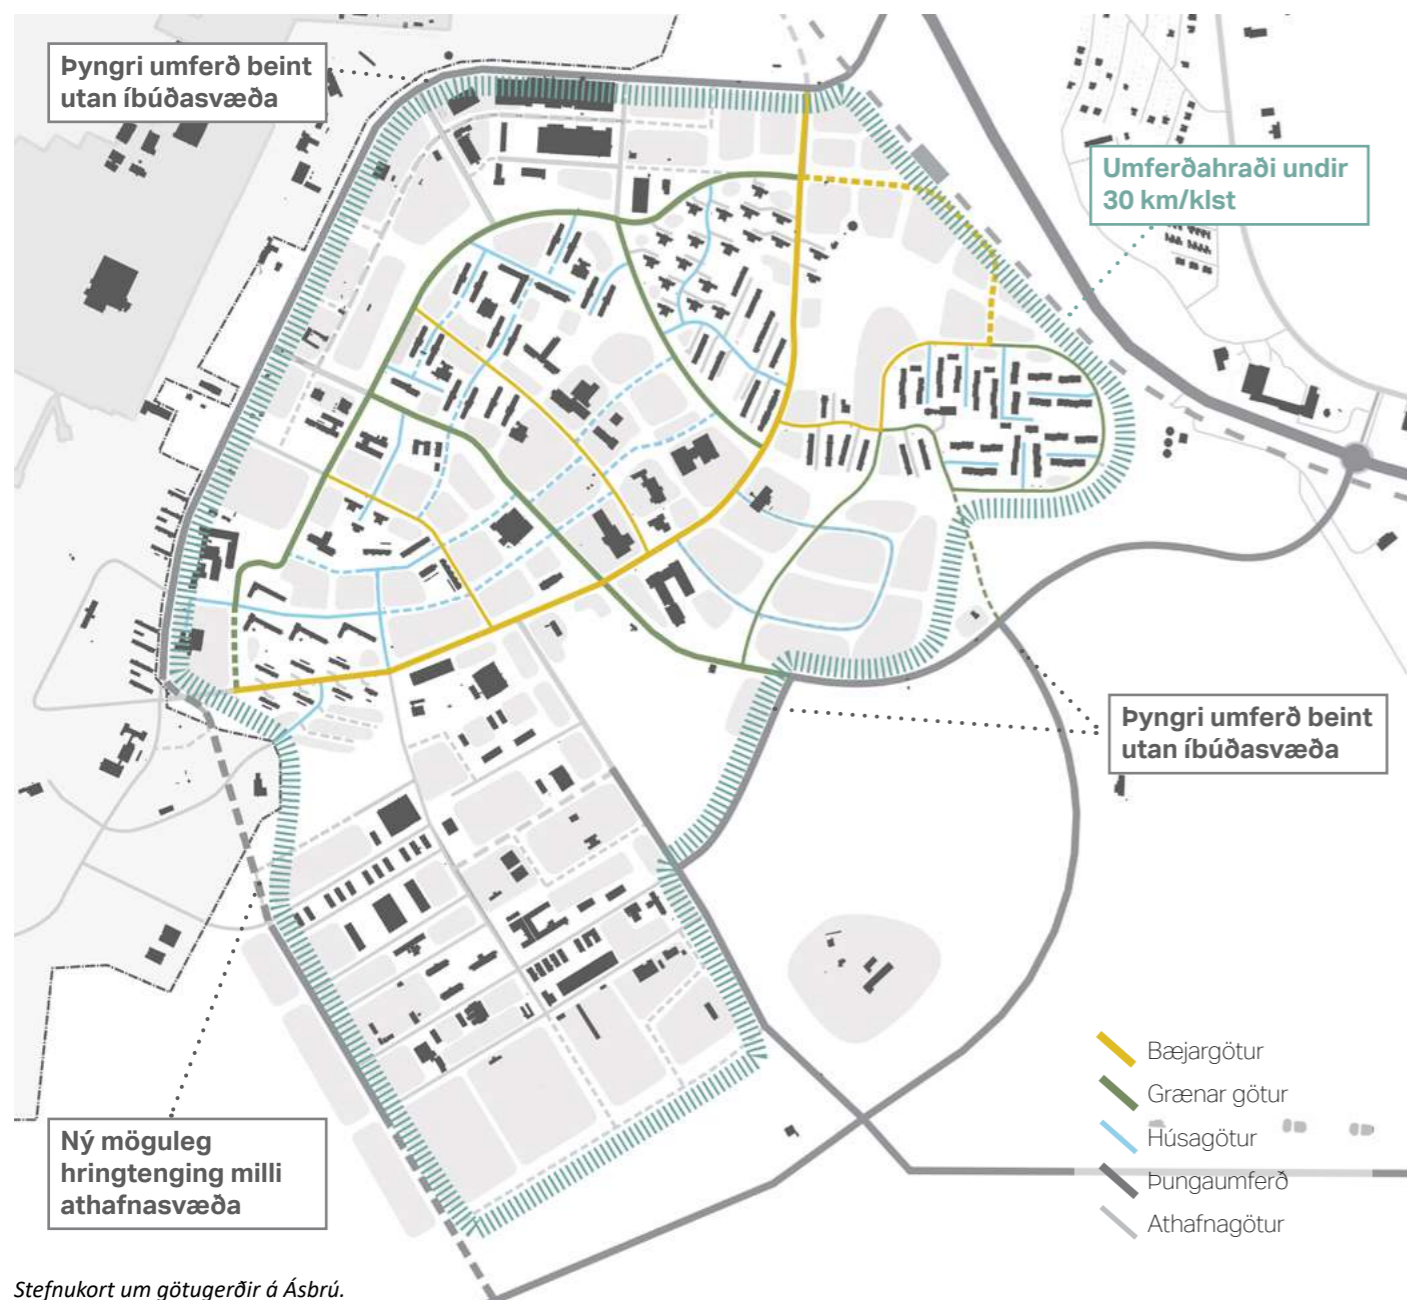 Þyngri umferð beint
utan íbúðasvæða
Umferðahraði undir
30 km/klst
Þyngri umferð beint
utan íbúðasvæða
Ný möguleg
hringtenging milli
athafnasvæða
Bæjargötur
Grænar götur
Húsagötur
Þungaumferð
Athafnagötur
Stefnukort um götugerðir á Ásbrú.